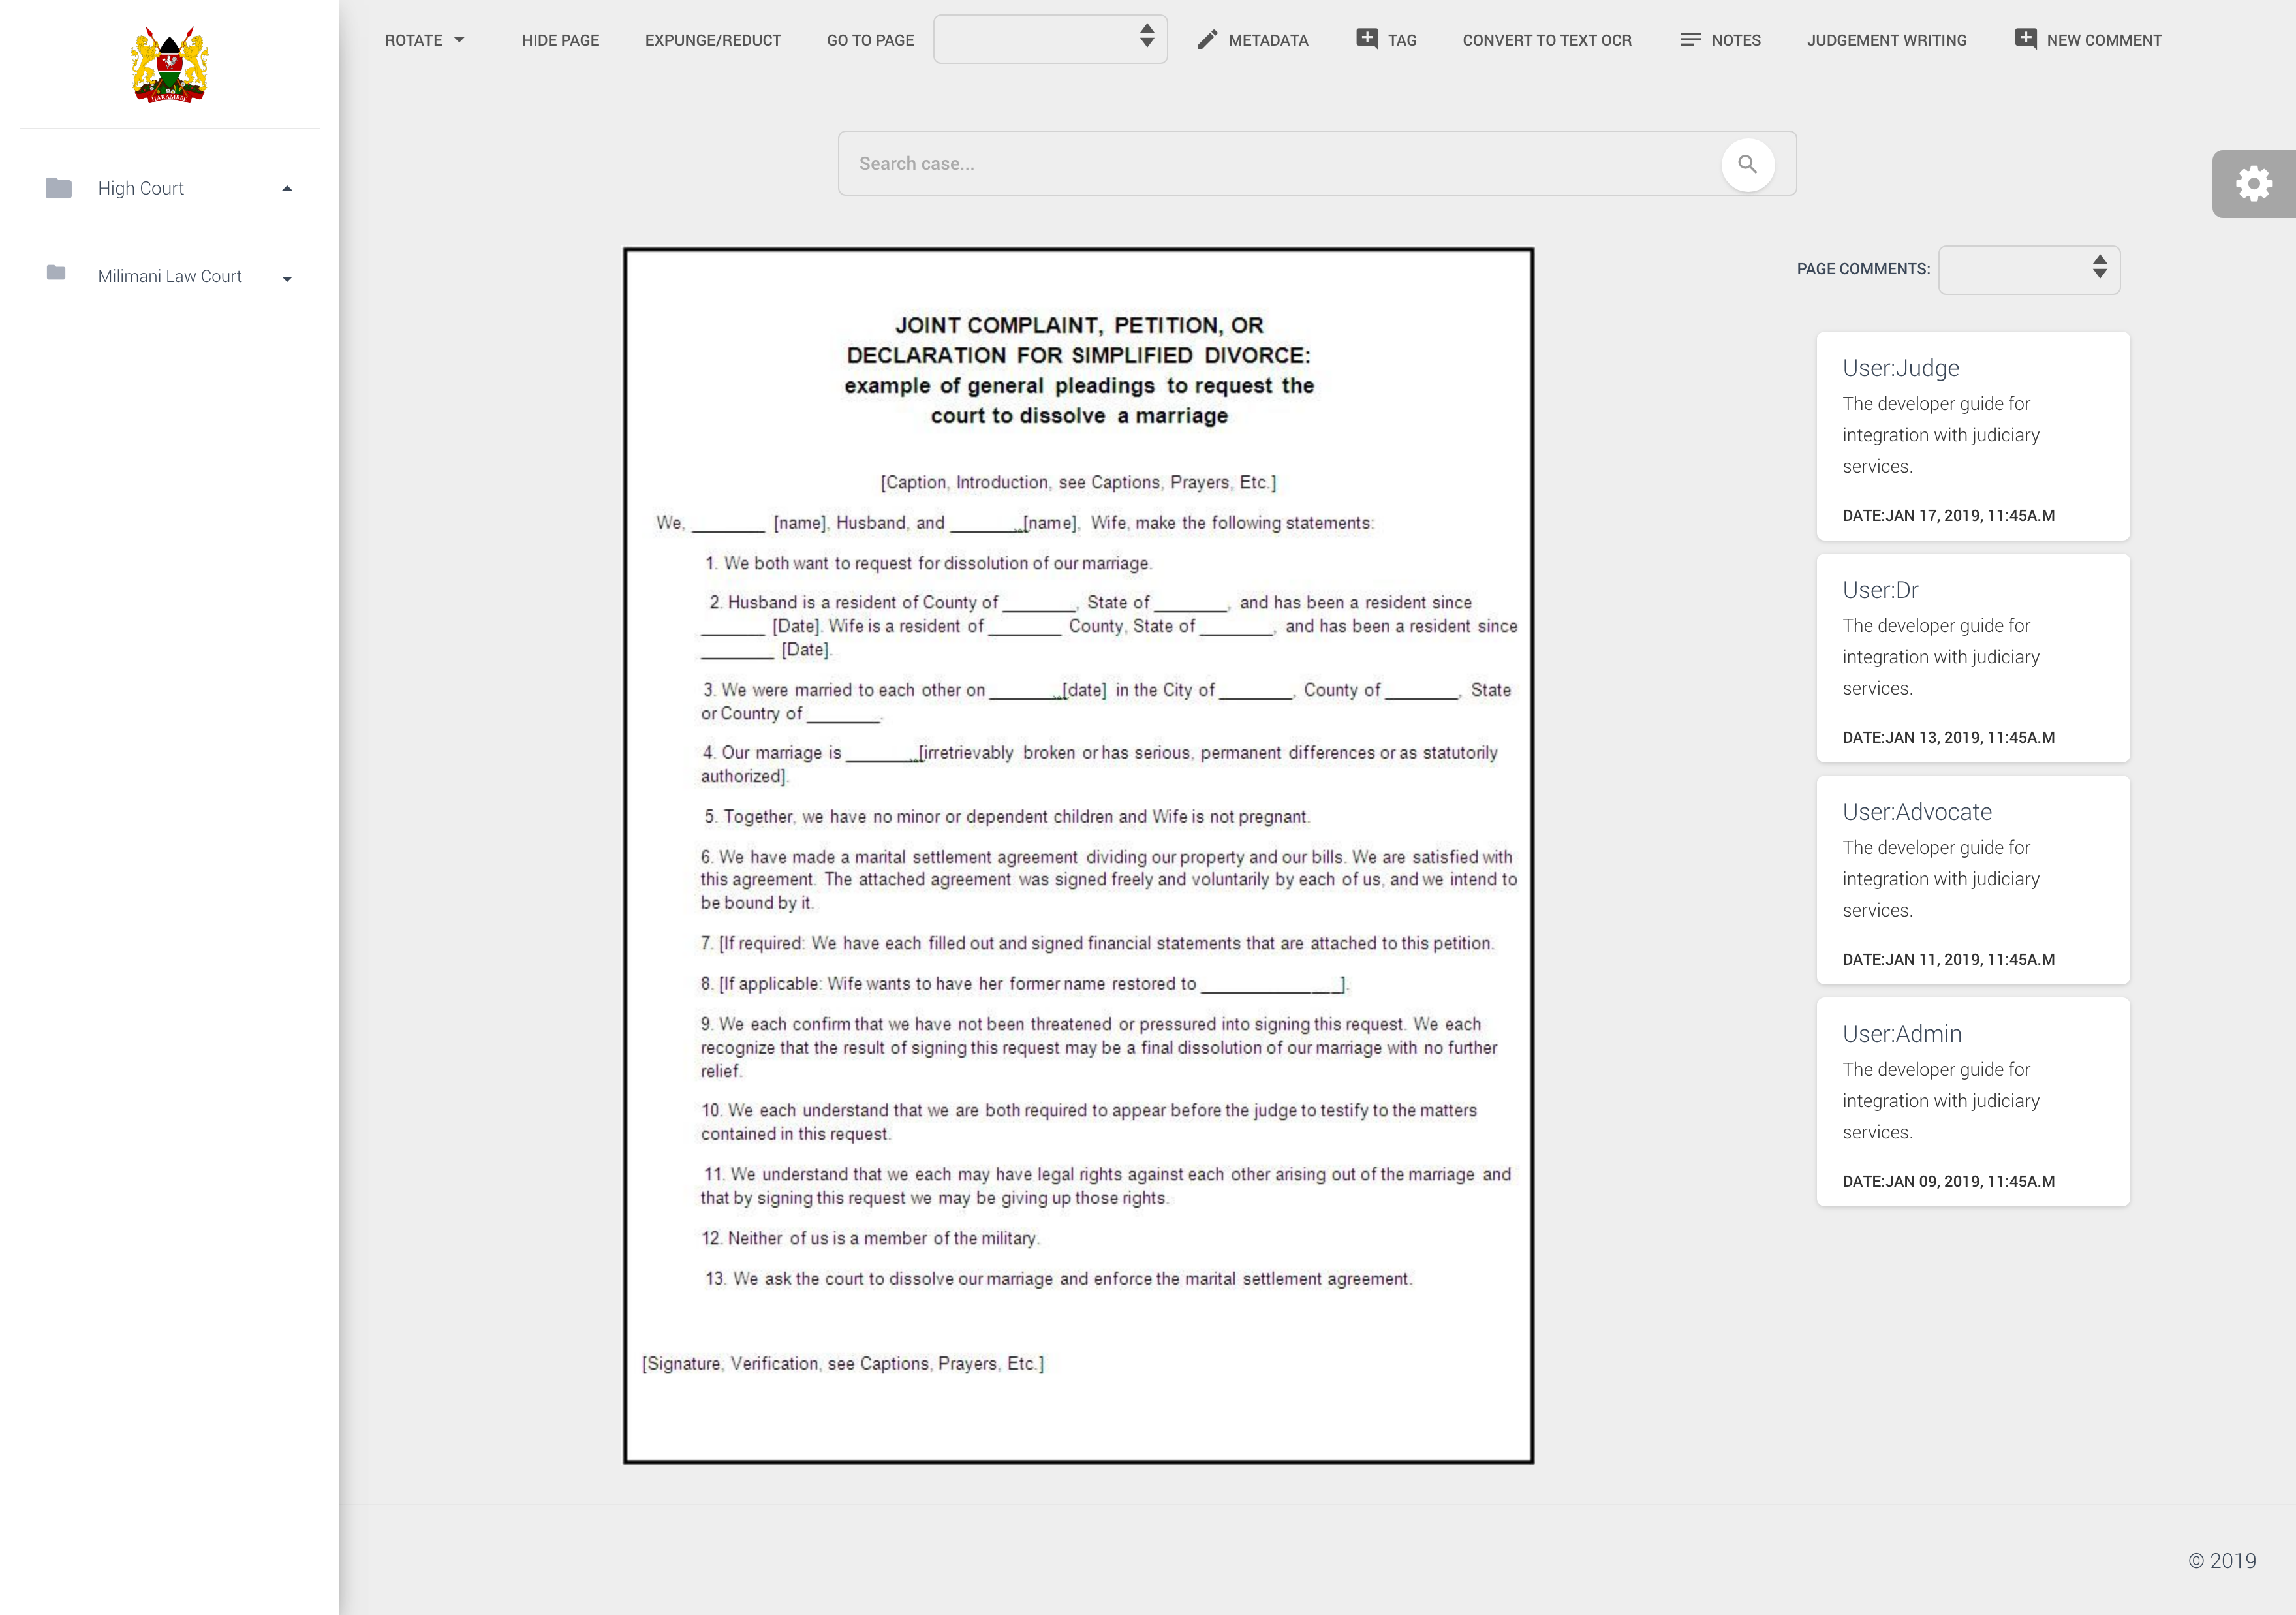 HARAMBEE
ROTATE
HIDE PAGE
EXPUNGE/REDUCT
GO TO PAGE
METADATA
TAG
CONVERT TO TEXT OCR
NOTES
JUDGEMENT WRITING
NEW COMMENT
High Court
Milimani Law Court
Search case...
JOINT COMPLAINT, PETITION, OR
DECLARATION FOR SIMPLIFIED DIVORCE:
example of general pleadings to request the
court to dissolve a marriage
[Caption, Introduction, see Captions, Prayers, Etc.]
We, ________ [name], Husband, and ________[name], Wife, make the following statements:
1. We both want to request for dissolution of our marriage.
2. Husband is a resident of County of ________, State of ________, and has been a resident since
_______ [Date]. Wife is a resident of ________ County, State of ________, and has been a resident since
________ [Date].
3. We were married to each other on ________[date] in the City of ________, County of ________, State
or Country of ________.
4. Our marriage is ________[irretrievably broken or has serious, permanent differences or as statutorily
authorized].
5. Together, we have no minor or dependent children and Wife is not pregnant.
6. We have made a marital settlement agreement dividing our property and our bills. We are satisfied with
this agreement. The attached agreement was signed freely and voluntarily by each of us, and we intend to
be bound by it.
7. [If required: We have each filled out and signed financial statements that are attached to this petition.
8. [If applicable: Wife wants to have her former name restored to ________________].
9. We each confirm that we have not been threatened or pressured into signing this request. We each
recognize that the result of signing this request may be a final dissolution of our marriage with no further
relief.
10. We each understand that we are both required to appear before the judge to testify to the matters
contained in this request.
11. We understand that we each may have legal rights against each other arising out of the marriage and
that by signing this request we may be giving up those rights.
12. Neither of us is a member of the military.
13. We ask the court to dissolve our marriage and enforce the marital settlement agreement.
[Signature, Verification, see Captions, Prayers, Etc.]
PAGE COMMENTS:
User:Judge
The developer guide for
integration with judiciary
services.
DATE:JAN 17, 2019, 11:45A.M
User:Dr
The developer guide for
integration with judiciary
services.
DATE:JAN 13, 2019, 11:45A.M
User:Advocate
The developer guide for
integration with judiciary
services.
DATE:JAN 11, 2019, 11:45A.M
User:Admin
The developer guide for
integration with judiciary
services.
DATE:JAN 09, 2019, 11:45A.M
© 2019